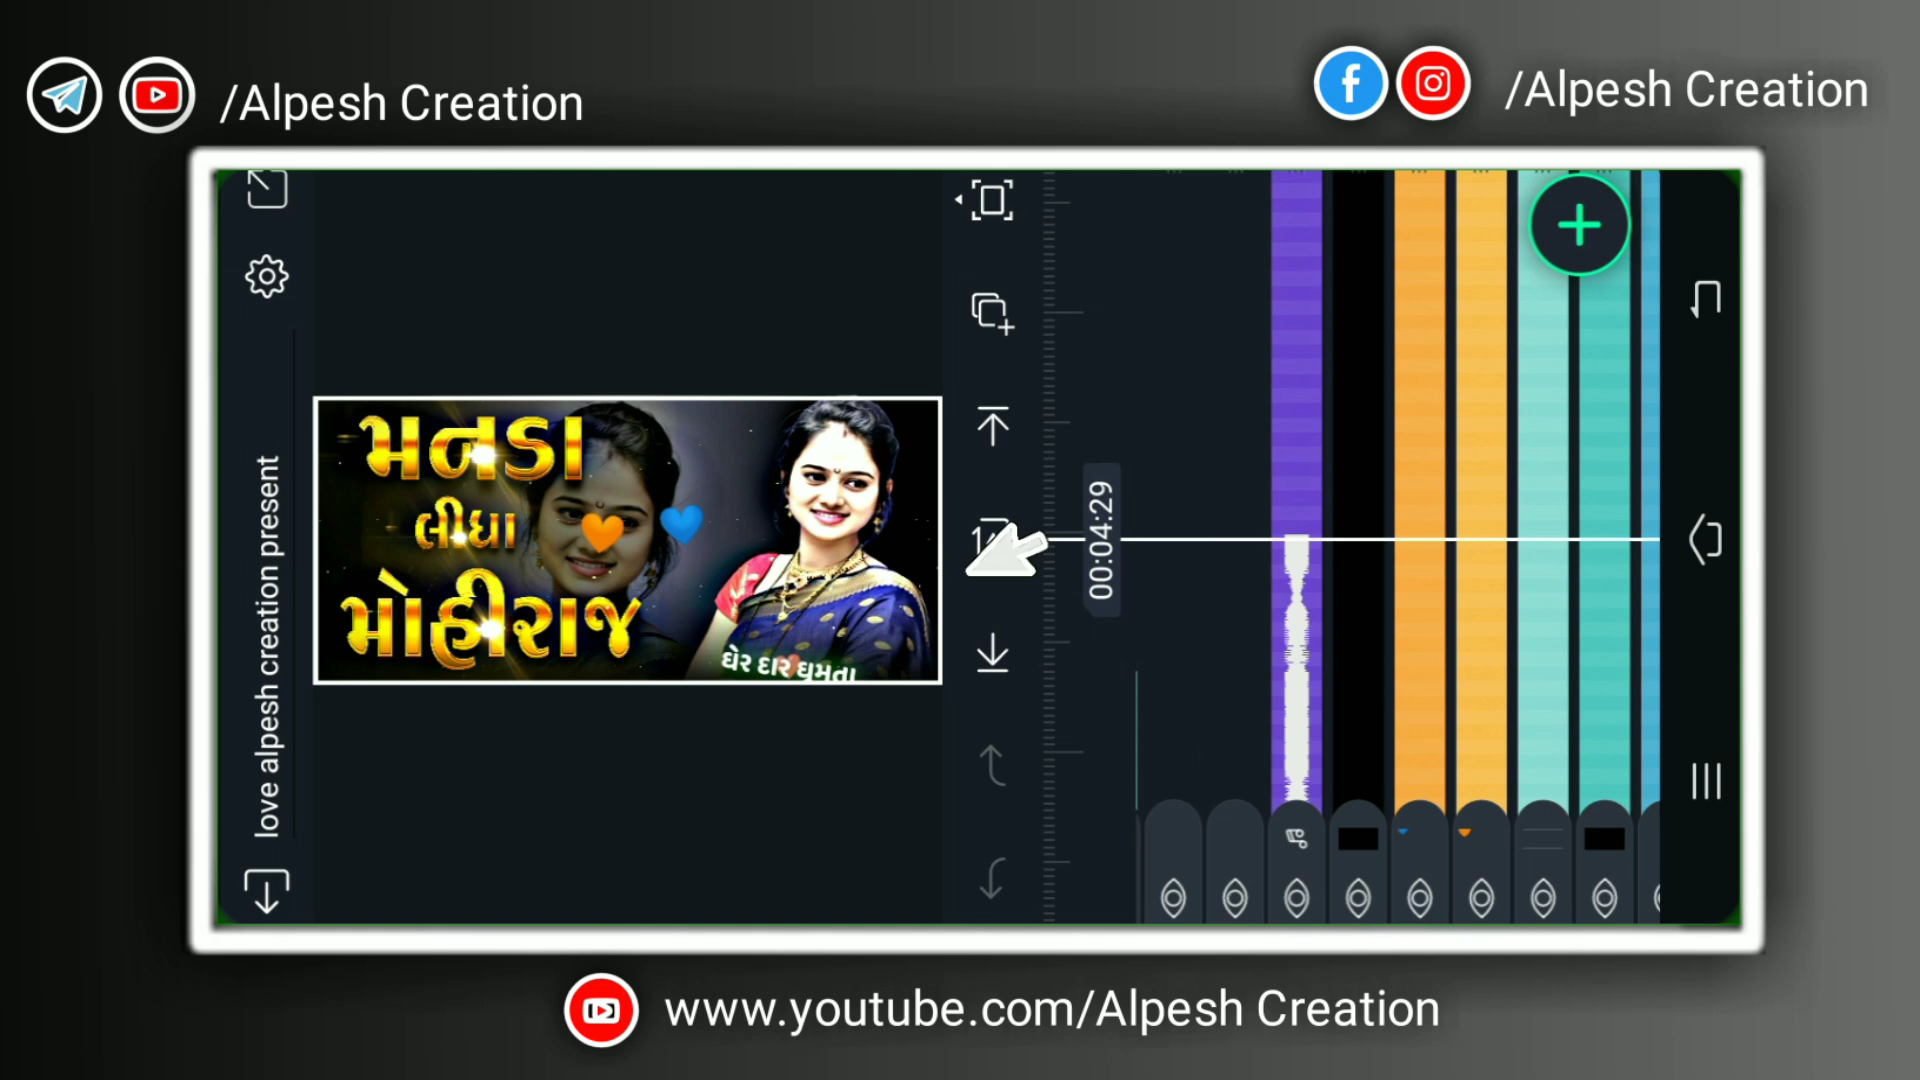 /Alpesh Creation
/Alpesh Creation
love alpesh creation present
મનડા
લીધા
મોહીરાજ
ઘેર દાર ઘુમતા
00:04:29
www.youtube.com/Alpesh Creation